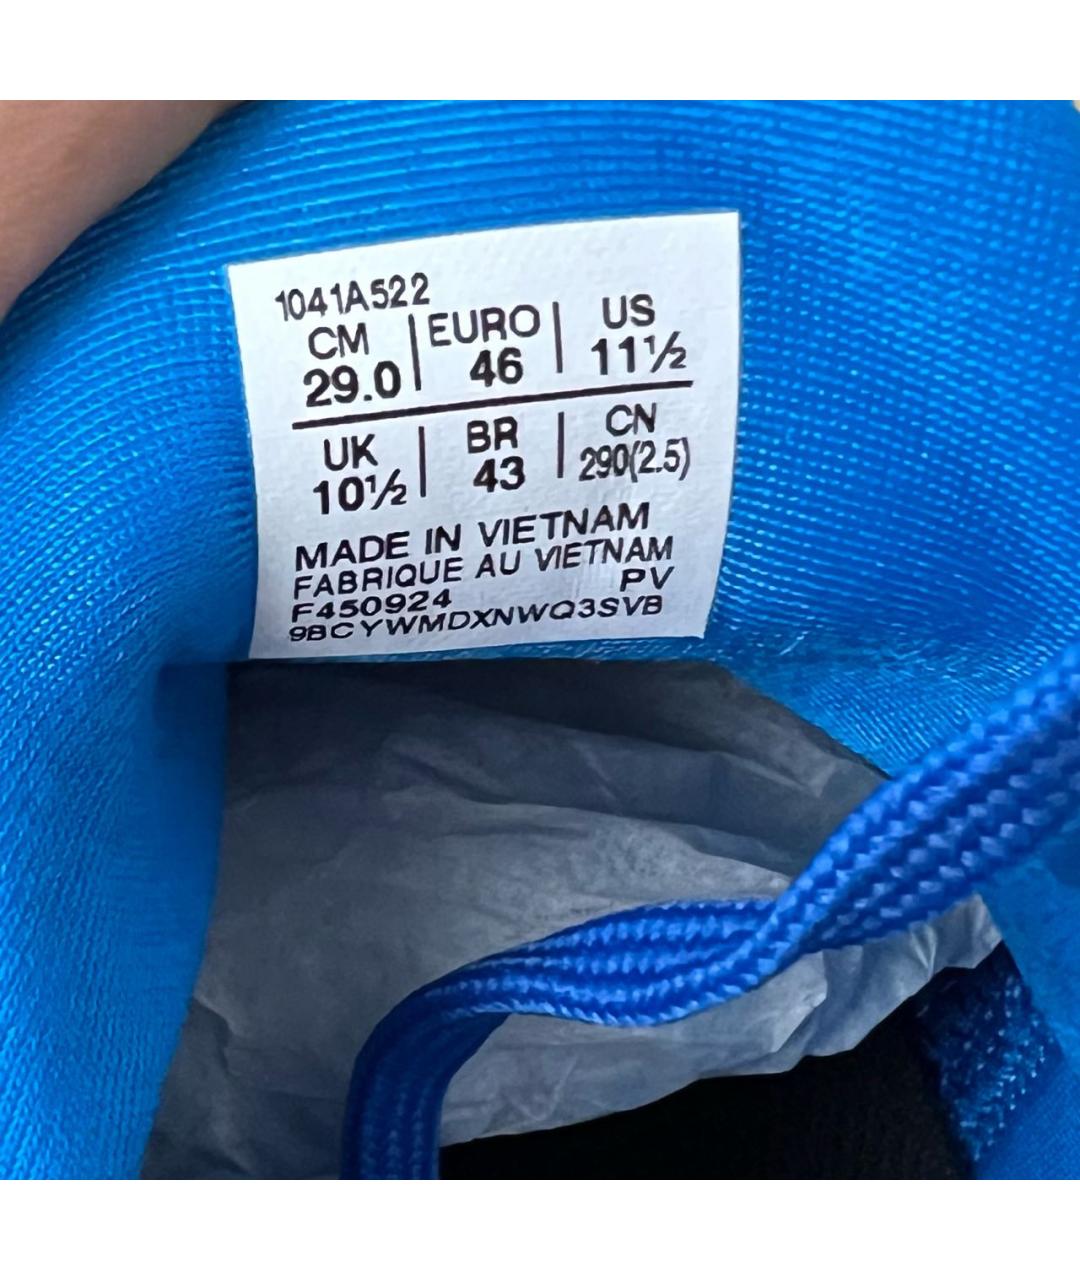 1041A522
CM | EURO | US
29.0 | 46 | 11½
UK | BR | CN
10½ | 43 | 290(2.5)
MADE IN VIETNAM
FABRIQUE AU VIETNAM
F450924 PV
9BCYWMDXNWQ3SVB